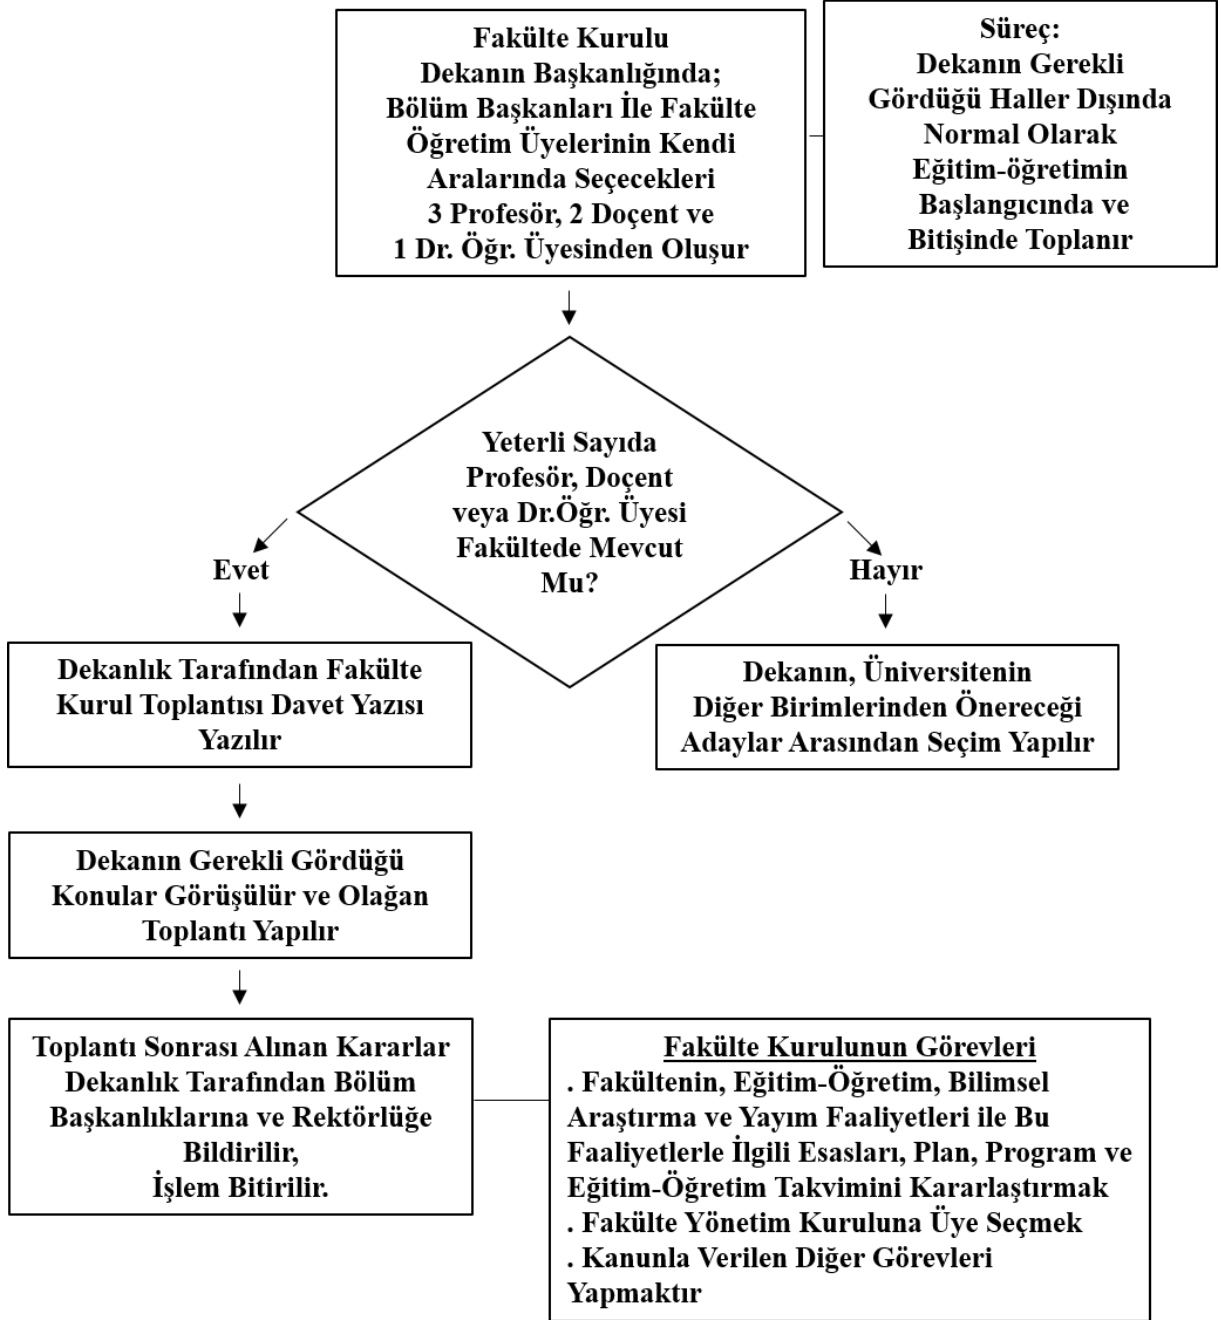 Fakülte Kurulu
Dekanın Başkanlığında;
Bölüm Başkanları İle Fakülte
Öğretim Üyelerinin Kendi
Aralarında Seçecekleri
3 Profesör, 2 Doçent ve
1 Dr. Öğr. Üyesinden Oluşur
Süreç:
Dekanın Gerekli
Gördüğü Haller Dışında
Normal Olarak
Eğitim-öğretimin
Başlangıcında ve
Bitişinde Toplanır
Yeterli Sayıda
Profesör, Doçent
veya Dr.Öğr. Üyesi
Fakültede Mevcut
Mu?
Evet
Hayır
Dekanlık Tarafından Fakülte
Kurul Toplantısı Davet Yazısı
Yazılır
Dekanın, Üniversitenin
Diğer Birimlerinden Önereceği
Adaylar Arasından Seçim Yapılır
Dekanın Gerekli Gördüğü
Konular Görüşülür ve Olağan
Toplantı Yapılır
Toplantı Sonrası Alınan Kararlar
Dekanlık Tarafından Bölüm
Başkanlıklarına ve Rektörlüğe
Bildirilir,
İşlem Bitirilir.
Fakülte Kurulunun Görevleri
. Fakültenin, Eğitim-Öğretim, Bilimsel
Araştırma ve Yayım Faaliyetleri ile Bu
Faaliyetlerle İlgili Esasları, Plan, Program ve
Eğitim-Öğretim Takvimini Kararlaştırmak
. Fakülte Yönetim Kuruluna Üye Seçmek
. Kanunla Verilen Diğer Görevleri
Yapmaktır